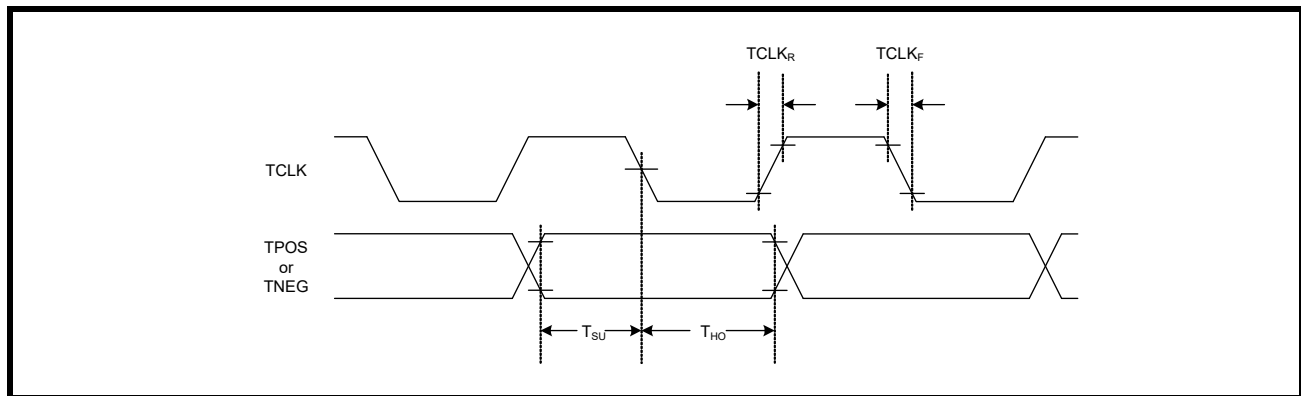 TCLKR
TCLKF
TCLK
TPOS
or
TNEG
TSU
THO